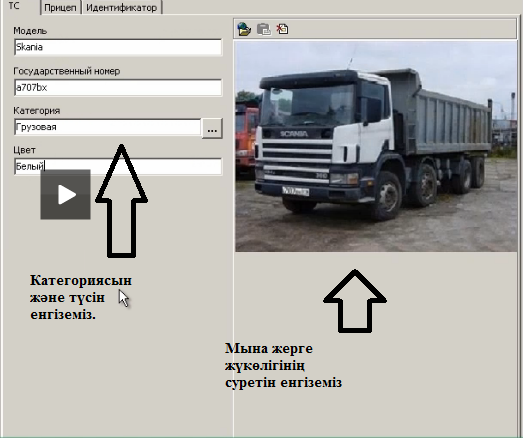 ТС Прицеп Идентификатор
Модель
Skania
Государственный номер
а707bx
Категория
Грузовая ...
Цвет
Белый
SCANIA
Категориясын
және түсін
енгіземіз.
Мына жерге
жүкөлігінің
суретін енгіземіз